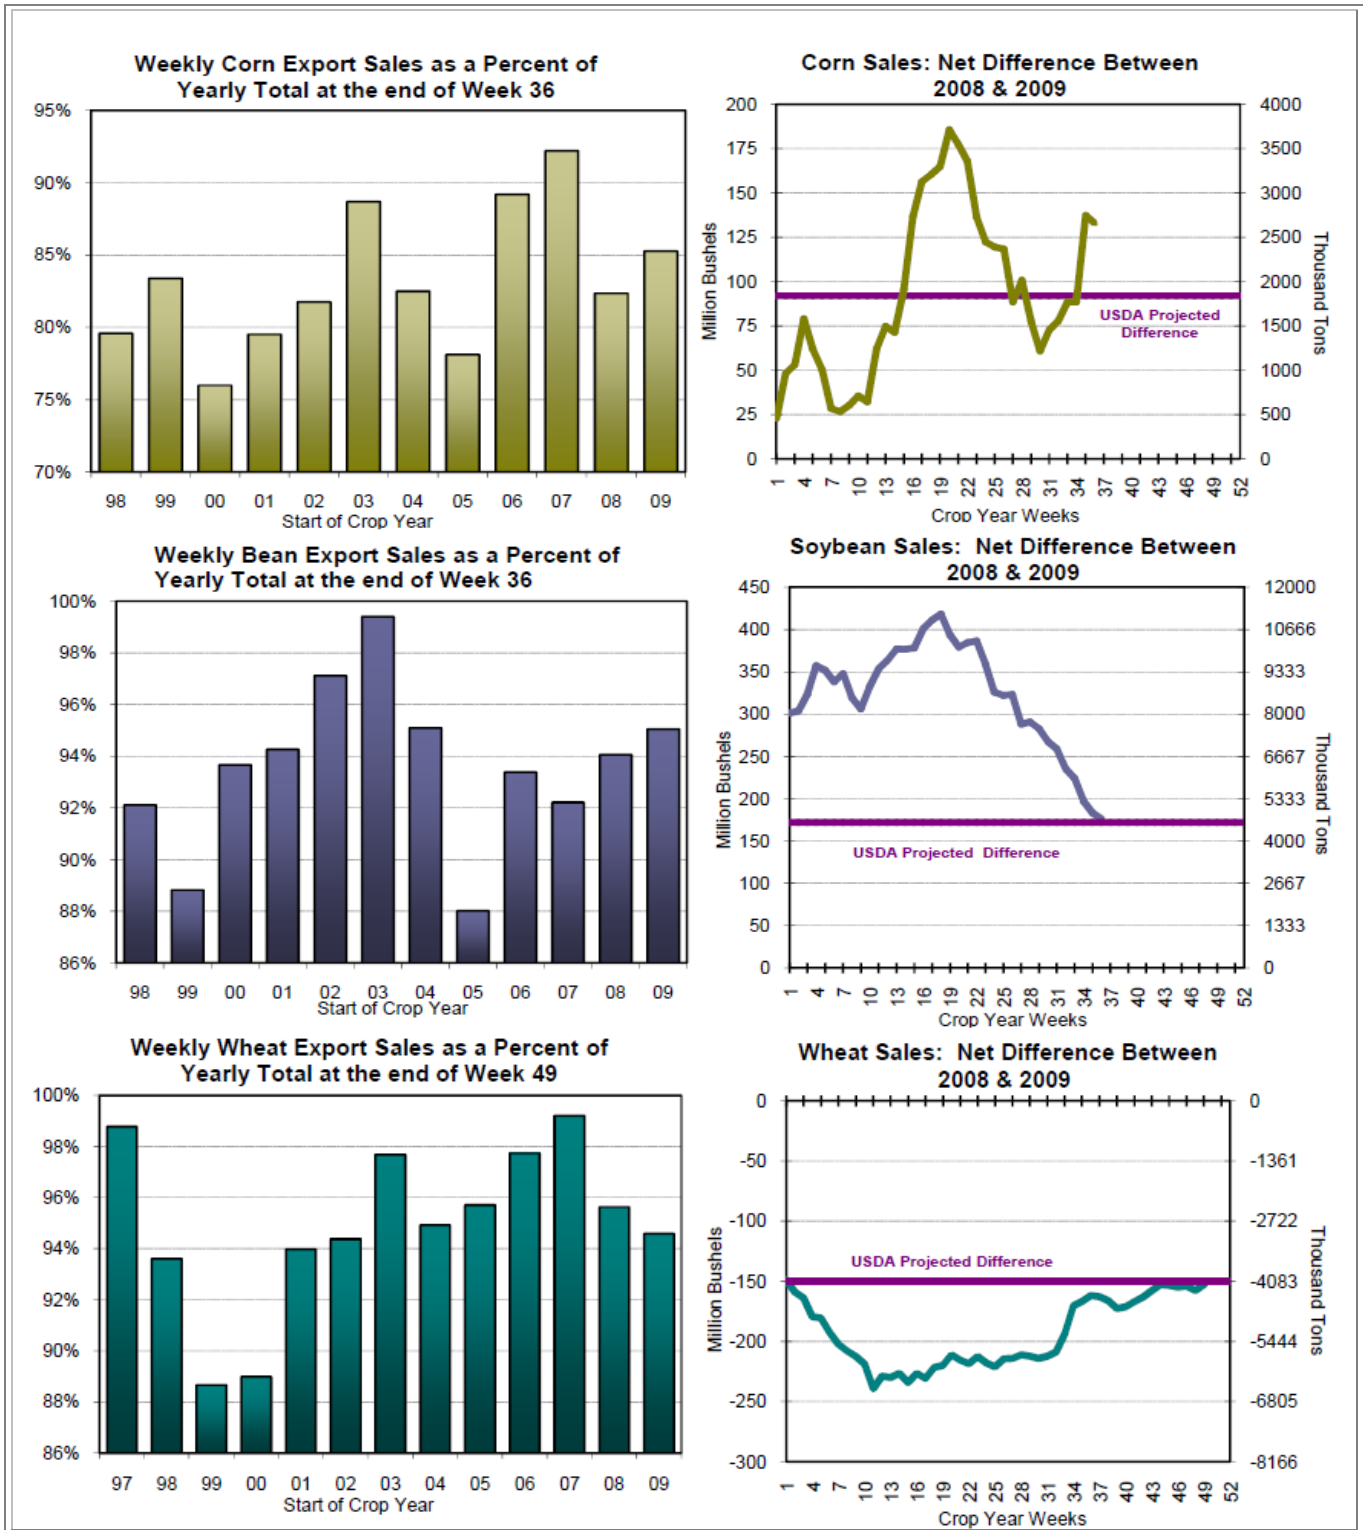 Weekly Corn Export Sales as a Percent of
Yearly Total at the end of Week 36
95%
90%
85%
80%
75%
70%
98 99 00 01 02 03 04 05 06 07 08 09
Start of Crop Year
Corn Sales: Net Difference Between
2008 & 2009
200
175
150
125
100
75
50
25
0
Million Bushels
4000
3500
3000
2500
2000
1500
1000
500
0
Thousand Tons
USDA Projected
Difference
1 4 7 10 13 16 19 22 25 28 31 34 37 40 43 46 49 52
Crop Year Weeks
Weekly Bean Export Sales as a Percent of
Yearly Total at the end of Week 36
100%
98%
96%
94%
92%
90%
88%
86%
98 99 00 01 02 03 04 05 06 07 08 09
Start of Crop Year
Soybean Sales: Net Difference Between
2008 & 2009
450
400
350
300
250
200
150
100
50
0
Million Bushels
12000
10666
9333
8000
6667
5333
4000
2667
1333
0
Thousand Tons
USDA Projected Difference
1 4 7 10 13 16 19 22 25 28 31 34 37 40 43 46 49 52
Crop Year Weeks
Weekly Wheat Export Sales as a Percent of
Yearly Total at the end of Week 49
100%
98%
96%
94%
92%
90%
88%
86%
97 98 99 00 01 02 03 04 05 06 07 08 09
Start of Crop Year
Wheat Sales: Net Difference Between
2008 & 2009
0
-50
-100
-150
-200
-250
-300
Million Bushels
0
-1361
-2722
-4083
-5444
-6805
-8166
Thousand Tons
USDA Projected Difference
1 4 7 10 13 16 19 22 25 28 31 34 37 40 43 46 49 52
Crop Year Weeks